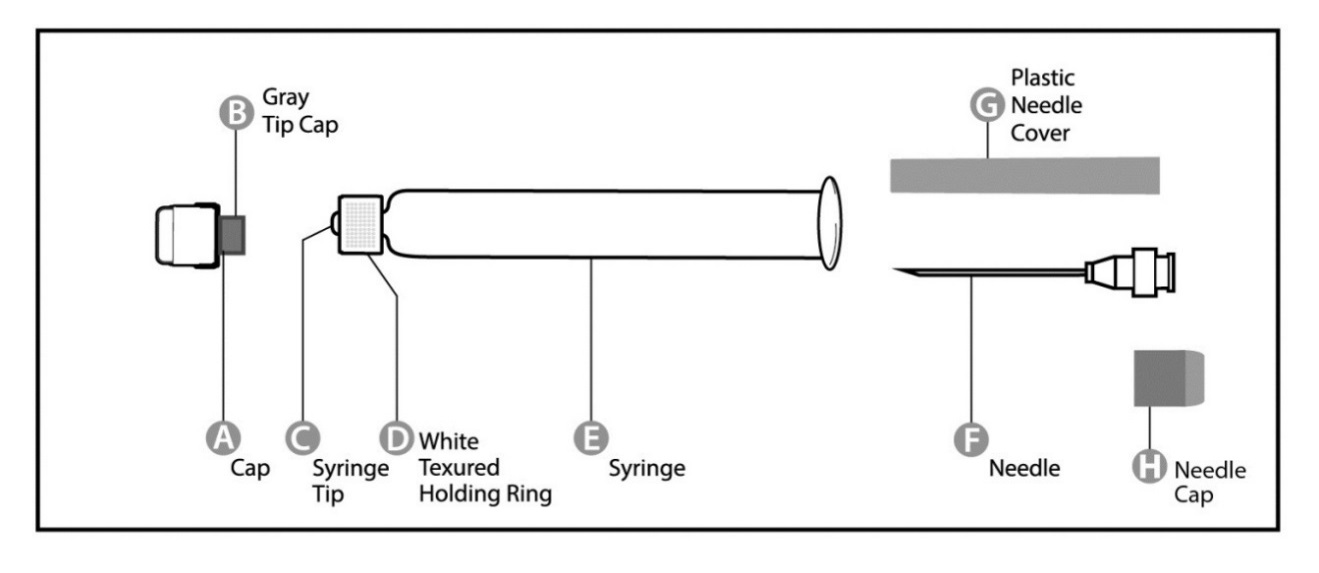 B Gray
Tip Cap
G Plastic
Needle
Cover
A
Cap
C
Syringe
Tip
D White
Texured
Holding Ring
E
Syringe
F
Needle
H Needle
Cap